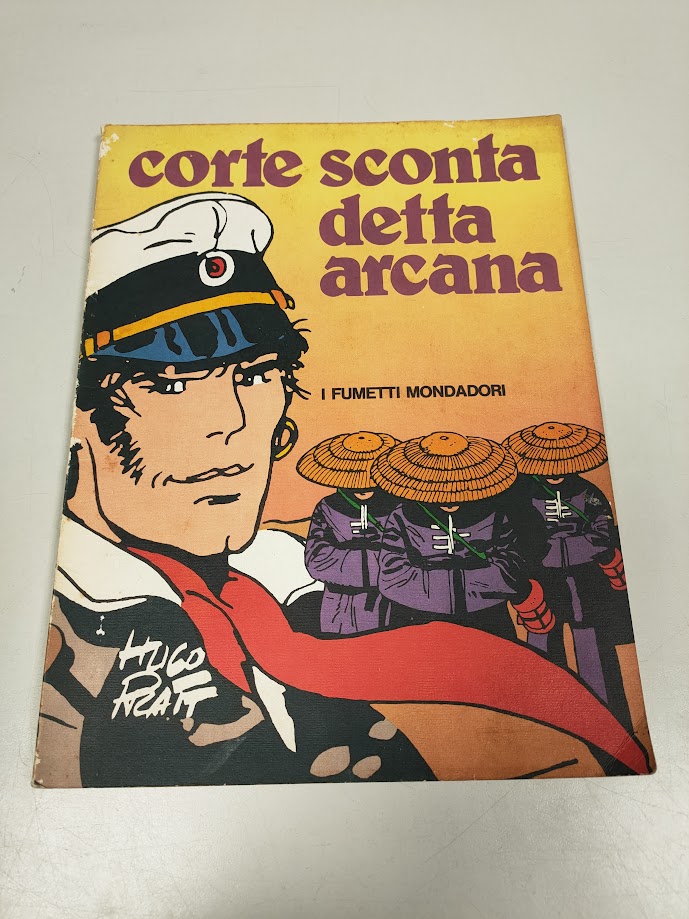 corte sconta
detta
arcana
I FUMETTI MONDADORI
HUGO
PRATT